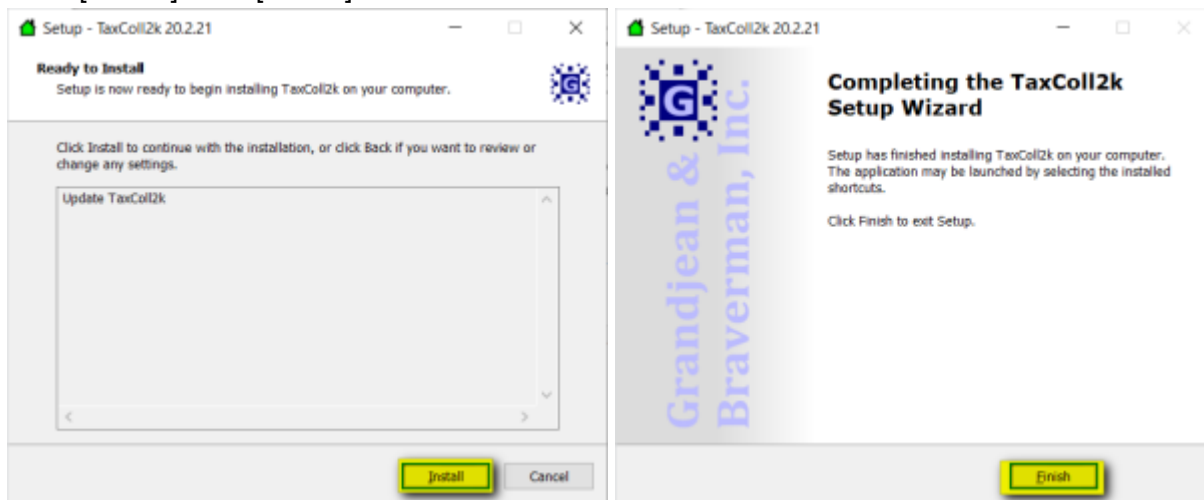 Setup - TaxColl2k 20.2.21
Ready to Install
Setup is now ready to begin installing TaxColl2k on your computer.
G
Click Install to continue with the installation, or click Back if you want to review or
change any settings.
Update TaxColl2k
Install
Cancel
Setup - TaxColl2k 20.2.21
G
Grandjean &
Braverman, Inc.
Completing the TaxColl2k
Setup Wizard
Setup has finished installing TaxColl2k on your computer.
The application may be launched by selecting the installed
shortcuts.
Click Finish to exit Setup.
Finish